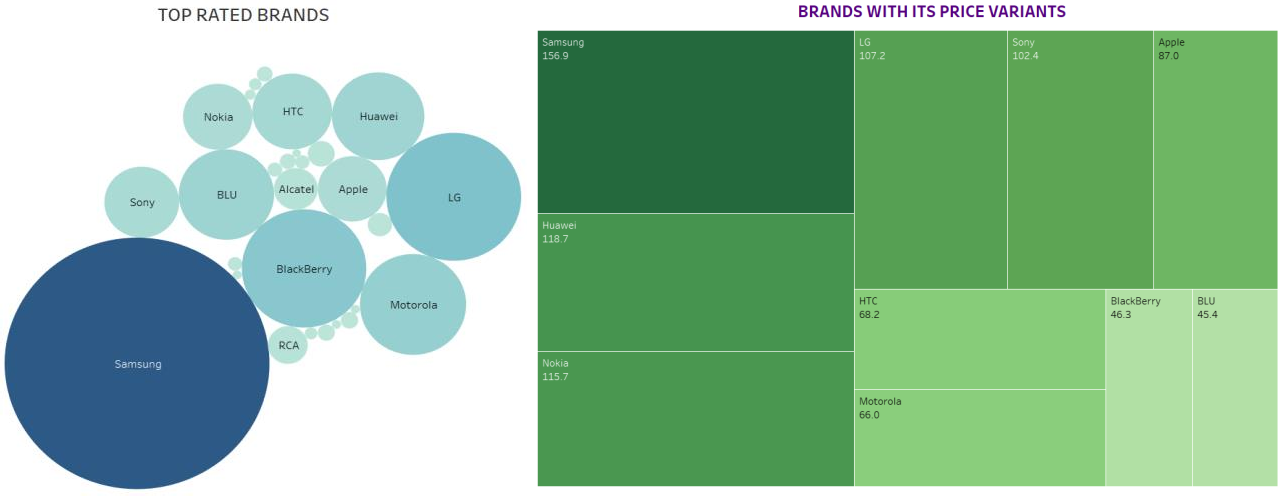 TOP RATED BRANDS
Nokia
HTC
Huawei
Sony
BLU
Alcatel
Apple
LG
BlackBerry
Motorola
RCA
Samsung
BRANDS WITH ITS PRICE VARIANTS
Samsung
156.9
Huawei
118.7
Nokia
115.7
LG
107.2
Sony
102.4
Apple
87.0
HTC
68.2
Motorola
66.0
BlackBerry
46.3
BLU
45.4